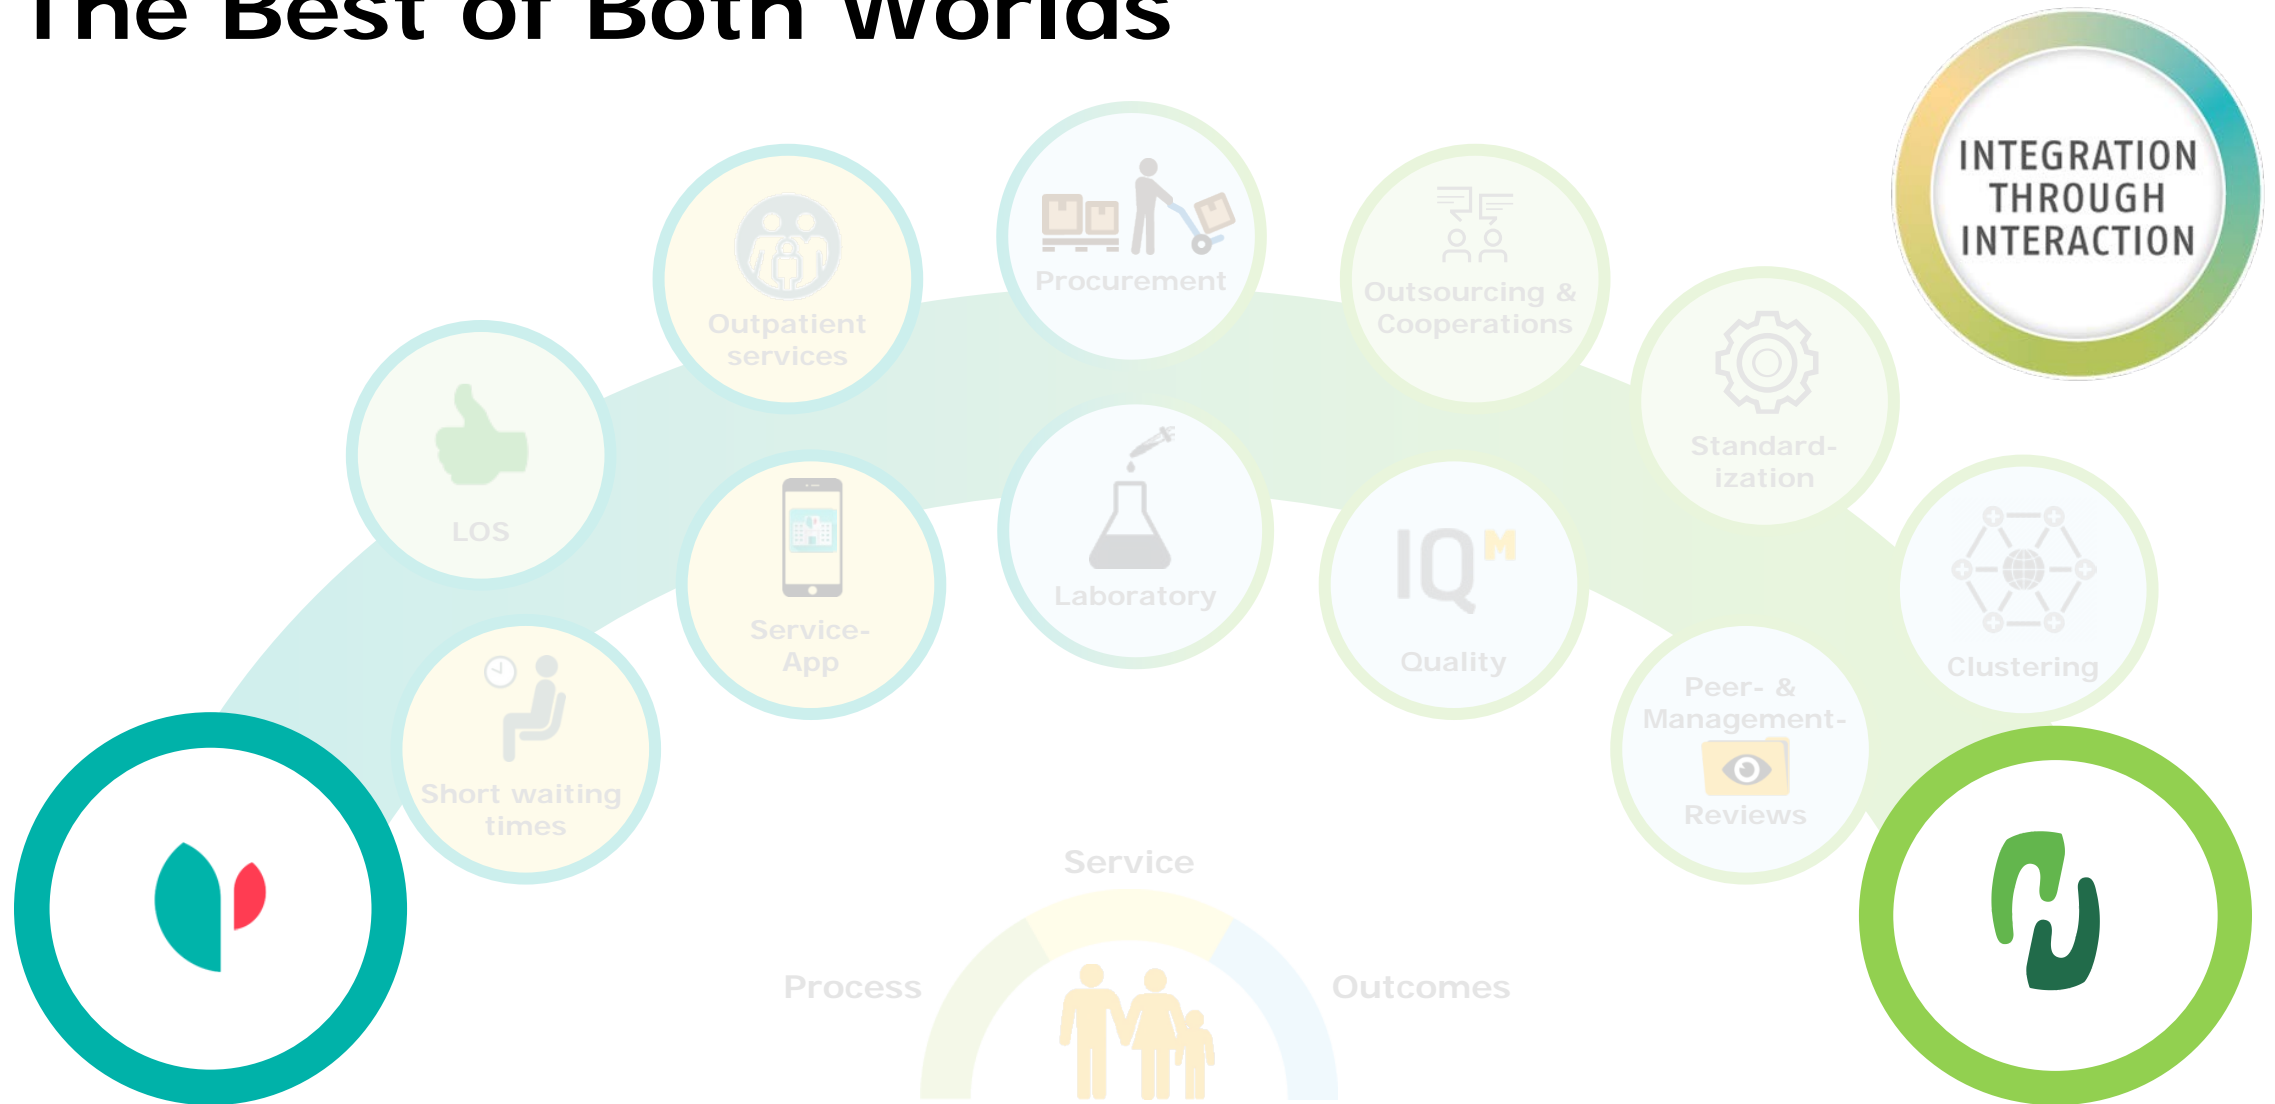 The Best of Both Worlds
INTEGRATION
THROUGH
INTERACTION
Procurement
Outsourcing &
Cooperations
Outpatient
services
Standard-
ization
LOS
Laboratory
Service-
App
IQM
Quality
Clustering
Peer- &
Management-
Reviews
Short waiting
times
Service
Process
Outcomes